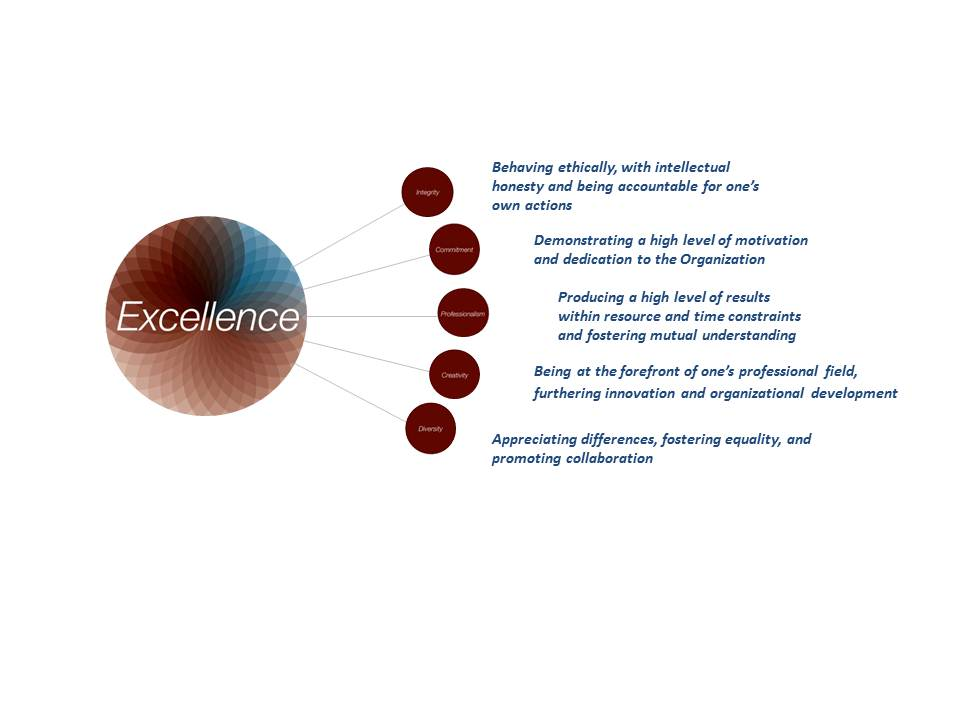 Excellence
Integrity
Behaving ethically, with intellectual
honesty and being accountable for one’s
own actions
Commitment
Demonstrating a high level of motivation
and dedication to the Organization
Professionalism
Producing a high level of results
within resource and time constraints
and fostering mutual understanding
Creativity
Being at the forefront of one’s professional field,
furthering innovation and organizational development
Diversity
Appreciating differences, fostering equality, and
promoting collaboration